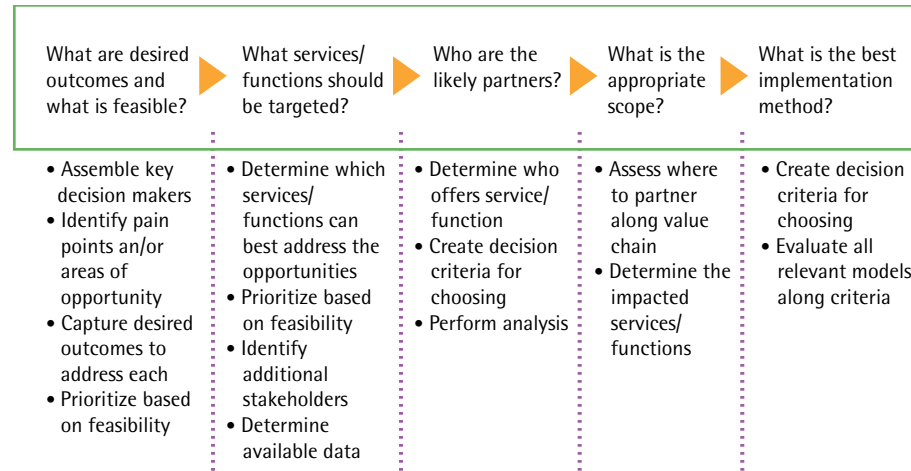 What are desired
outcomes and
what is feasible?
What services/
functions should
be targeted?
Who are the
likely partners?
What is the
appropriate
scope?
What is the best
implementation
method?
• Assemble key
decision makers
• Identify pain
points an/or
areas of
opportunity
• Capture desired
outcomes to
address each
• Prioritize based
on feasibility
• Determine which
services/
functions can
best address the
opportunities
• Prioritize based
on feasibility
• Identify
additional
stakeholders
• Determine
available data
• Determine who
offers service/
function
• Create decision
criteria for
choosing
• Perform analysis
• Assess where
to partner
along value
chain
• Determine the
impacted
services/
functions
• Create decision
criteria for
choosing
• Evaluate all
relevant models
along criteria